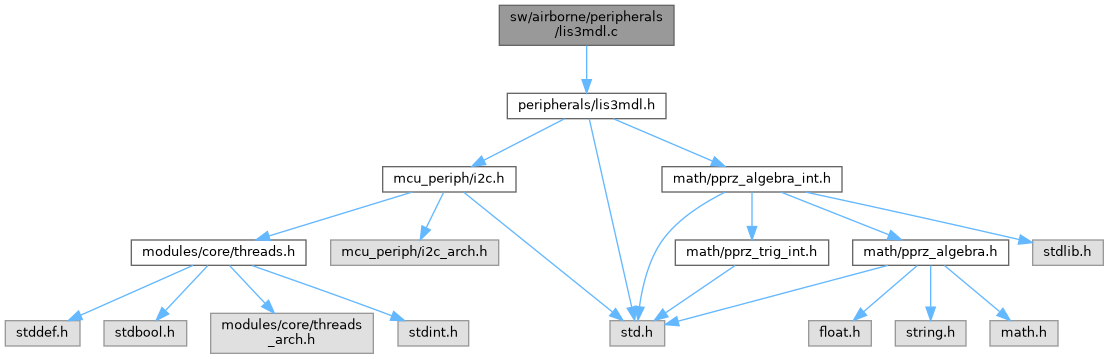 sw/airborne/peripherals
/lis3mdl.c
peripherals/lis3mdl.h
mcu_periph/i2c.h
math/pprz_algebra_int.h
modules/core/threads.h
mcu_periph/i2c_arch.h
math/pprz_trig_int.h
math/pprz_algebra.h
stdlib.h
stddef.h
stdbool.h
modules/core/threads
_arch.h
stdint.h
std.h
float.h
string.h
math.h